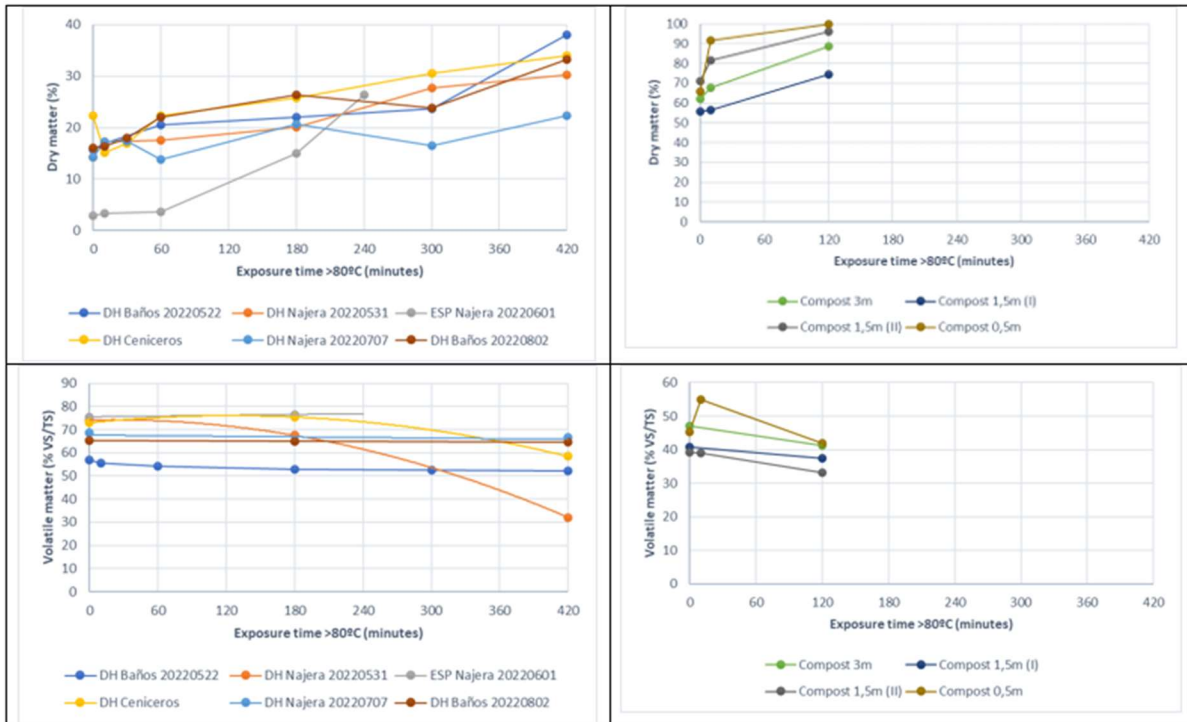 40
30
20
10
0
Dry matter (%)
0 60 120 180 240 300 360 420
Exposure time >80ºC (minutes)
DH Baños 20220522 DH Najera 20220531 ESP Najera 20220601
DH Ceniceros DH Najera 20220707 DH Baños 20220802
100
90
80
70
60
50
40
30
20
10
0
Dry matter (%)
0 60 120 180 240 300 360 420
Exposure time >80ºC (minutes)
Compost 3m Compost 1,5m (I)
Compost 1,5m (II) Compost 0,5m
90
80
70
60
50
40
30
20
10
0
Volatile matter (% VS/TS)
0 60 120 180 240 300 360 420
Exposure time >80ºC (minutes)
DH Baños 20220522 DH Najera 20220531 ESP Najera 20220601
DH Ceniceros DH Najera 20220707 DH Baños 20220802
60
50
40
30
20
10
0
Volatile matter (% VS/TS)
0 60 120 180 240 300 360 420
Exposure time >80ºC (minutes)
Compost 3m Compost 1,5m (I)
Compost 1,5m (II) Compost 0,5m